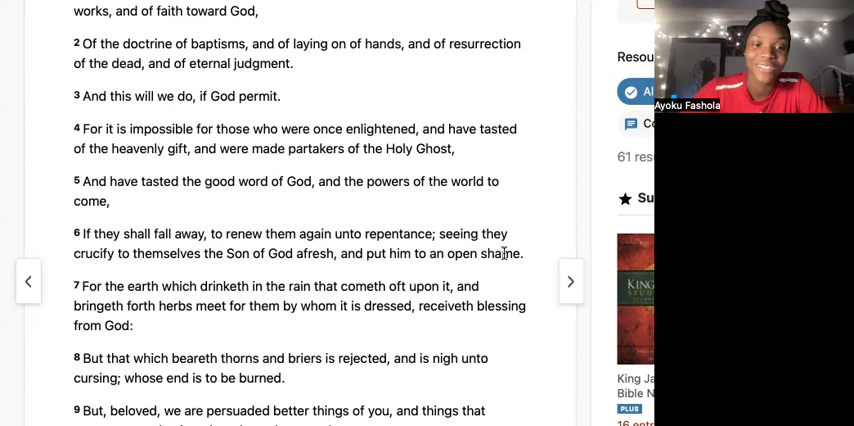 works, and of faith toward God,
2 Of the doctrine of baptisms, and of laying on of hands, and of resurrection
of the dead, and of eternal judgment.
3 And this will we do, if God permit.
4 For it is impossible for those who were once enlightened, and have tasted
of the heavenly gift, and were made partakers of the Holy Ghost,
5 And have tasted the good word of God, and the powers of the world to
come,
6 If they shall fall away, to renew them again unto repentance; seeing they
crucify to themselves the Son of God afresh, and put him to an open shame.
7 For the earth which drinketh in the rain that cometh oft upon it, and
bringeth forth herbs meet for them by whom it is dressed, receiveth blessing
from God:
8 But that which beareth thorns and briers is rejected, and is nigh unto
cursing; whose end is to be burned.
9 But, beloved, we are persuaded better things of you, and things that
Resou
Al
Co
61 res
Su
KING
STUD
King Ja
Bible N
PLUS
16 entr
Ayoku Fashola